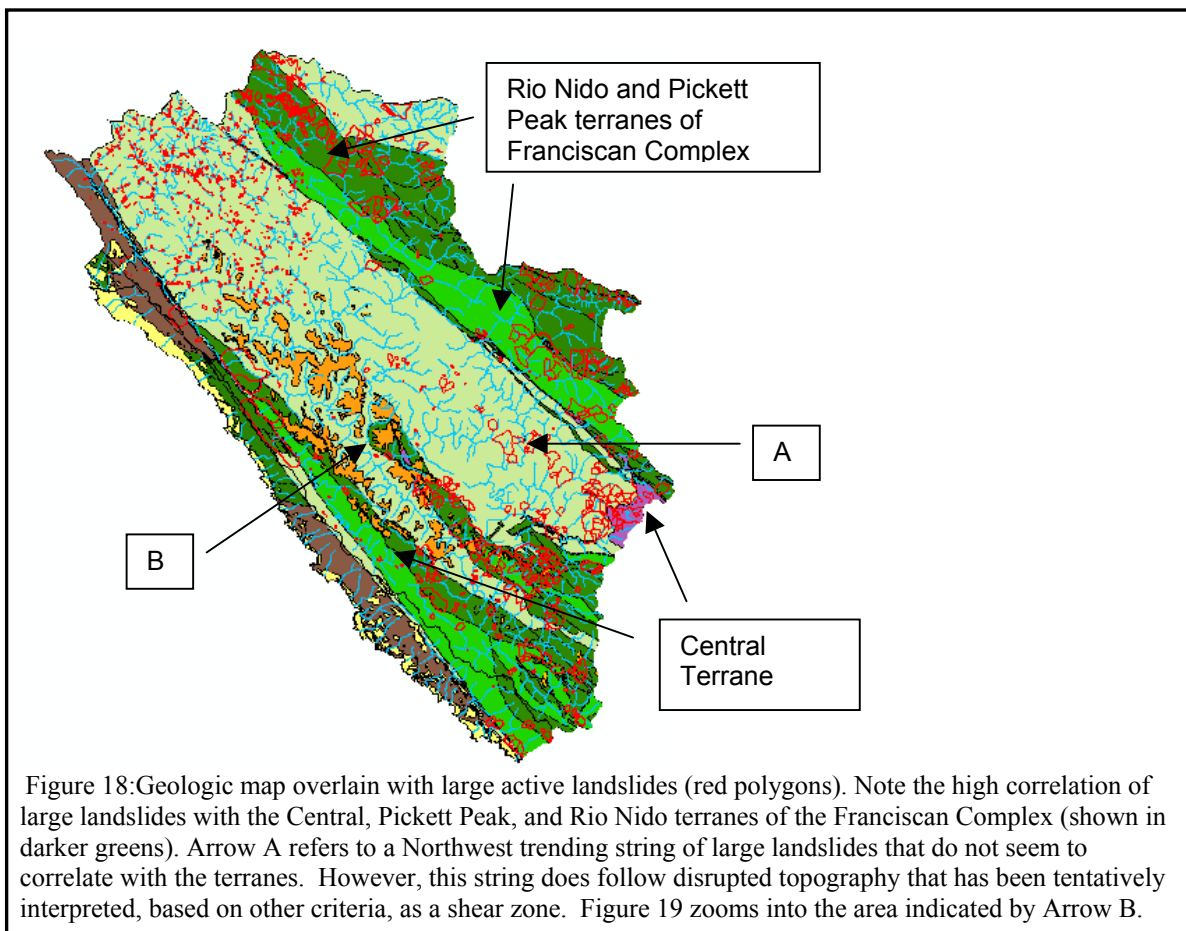 Rio Nido and Pickett
Peak terranes of
Franciscan Complex
A
B
Central
Terrane
Figure 18:Geologic map overlain with large active landslides (red polygons). Note the high correlation of
large landslides with the Central, Pickett Peak, and Rio Nido terranes of the Franciscan Complex (shown in
darker greens). Arrow A refers to a Northwest trending string of large landslides that do not seem to
correlate with the terranes.  However, this string does follow disrupted topography that has been tentatively
interpreted, based on other criteria, as a shear zone.  Figure 19 zooms into the area indicated by Arrow B.